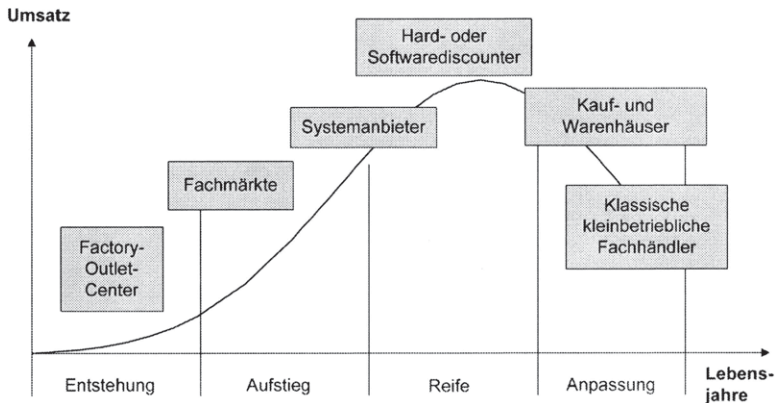 Umsatz
Hard- oder
Softwarediscounter
Systemanbieter
Kauf- und
Warenhäuser
Fachmärkte
Klassische
kleinbetriebliche
Fachhändler
Factory-
Outlet-
Center
Entstehung
Aufstieg
Reife
Anpassung
Lebens-
jahre